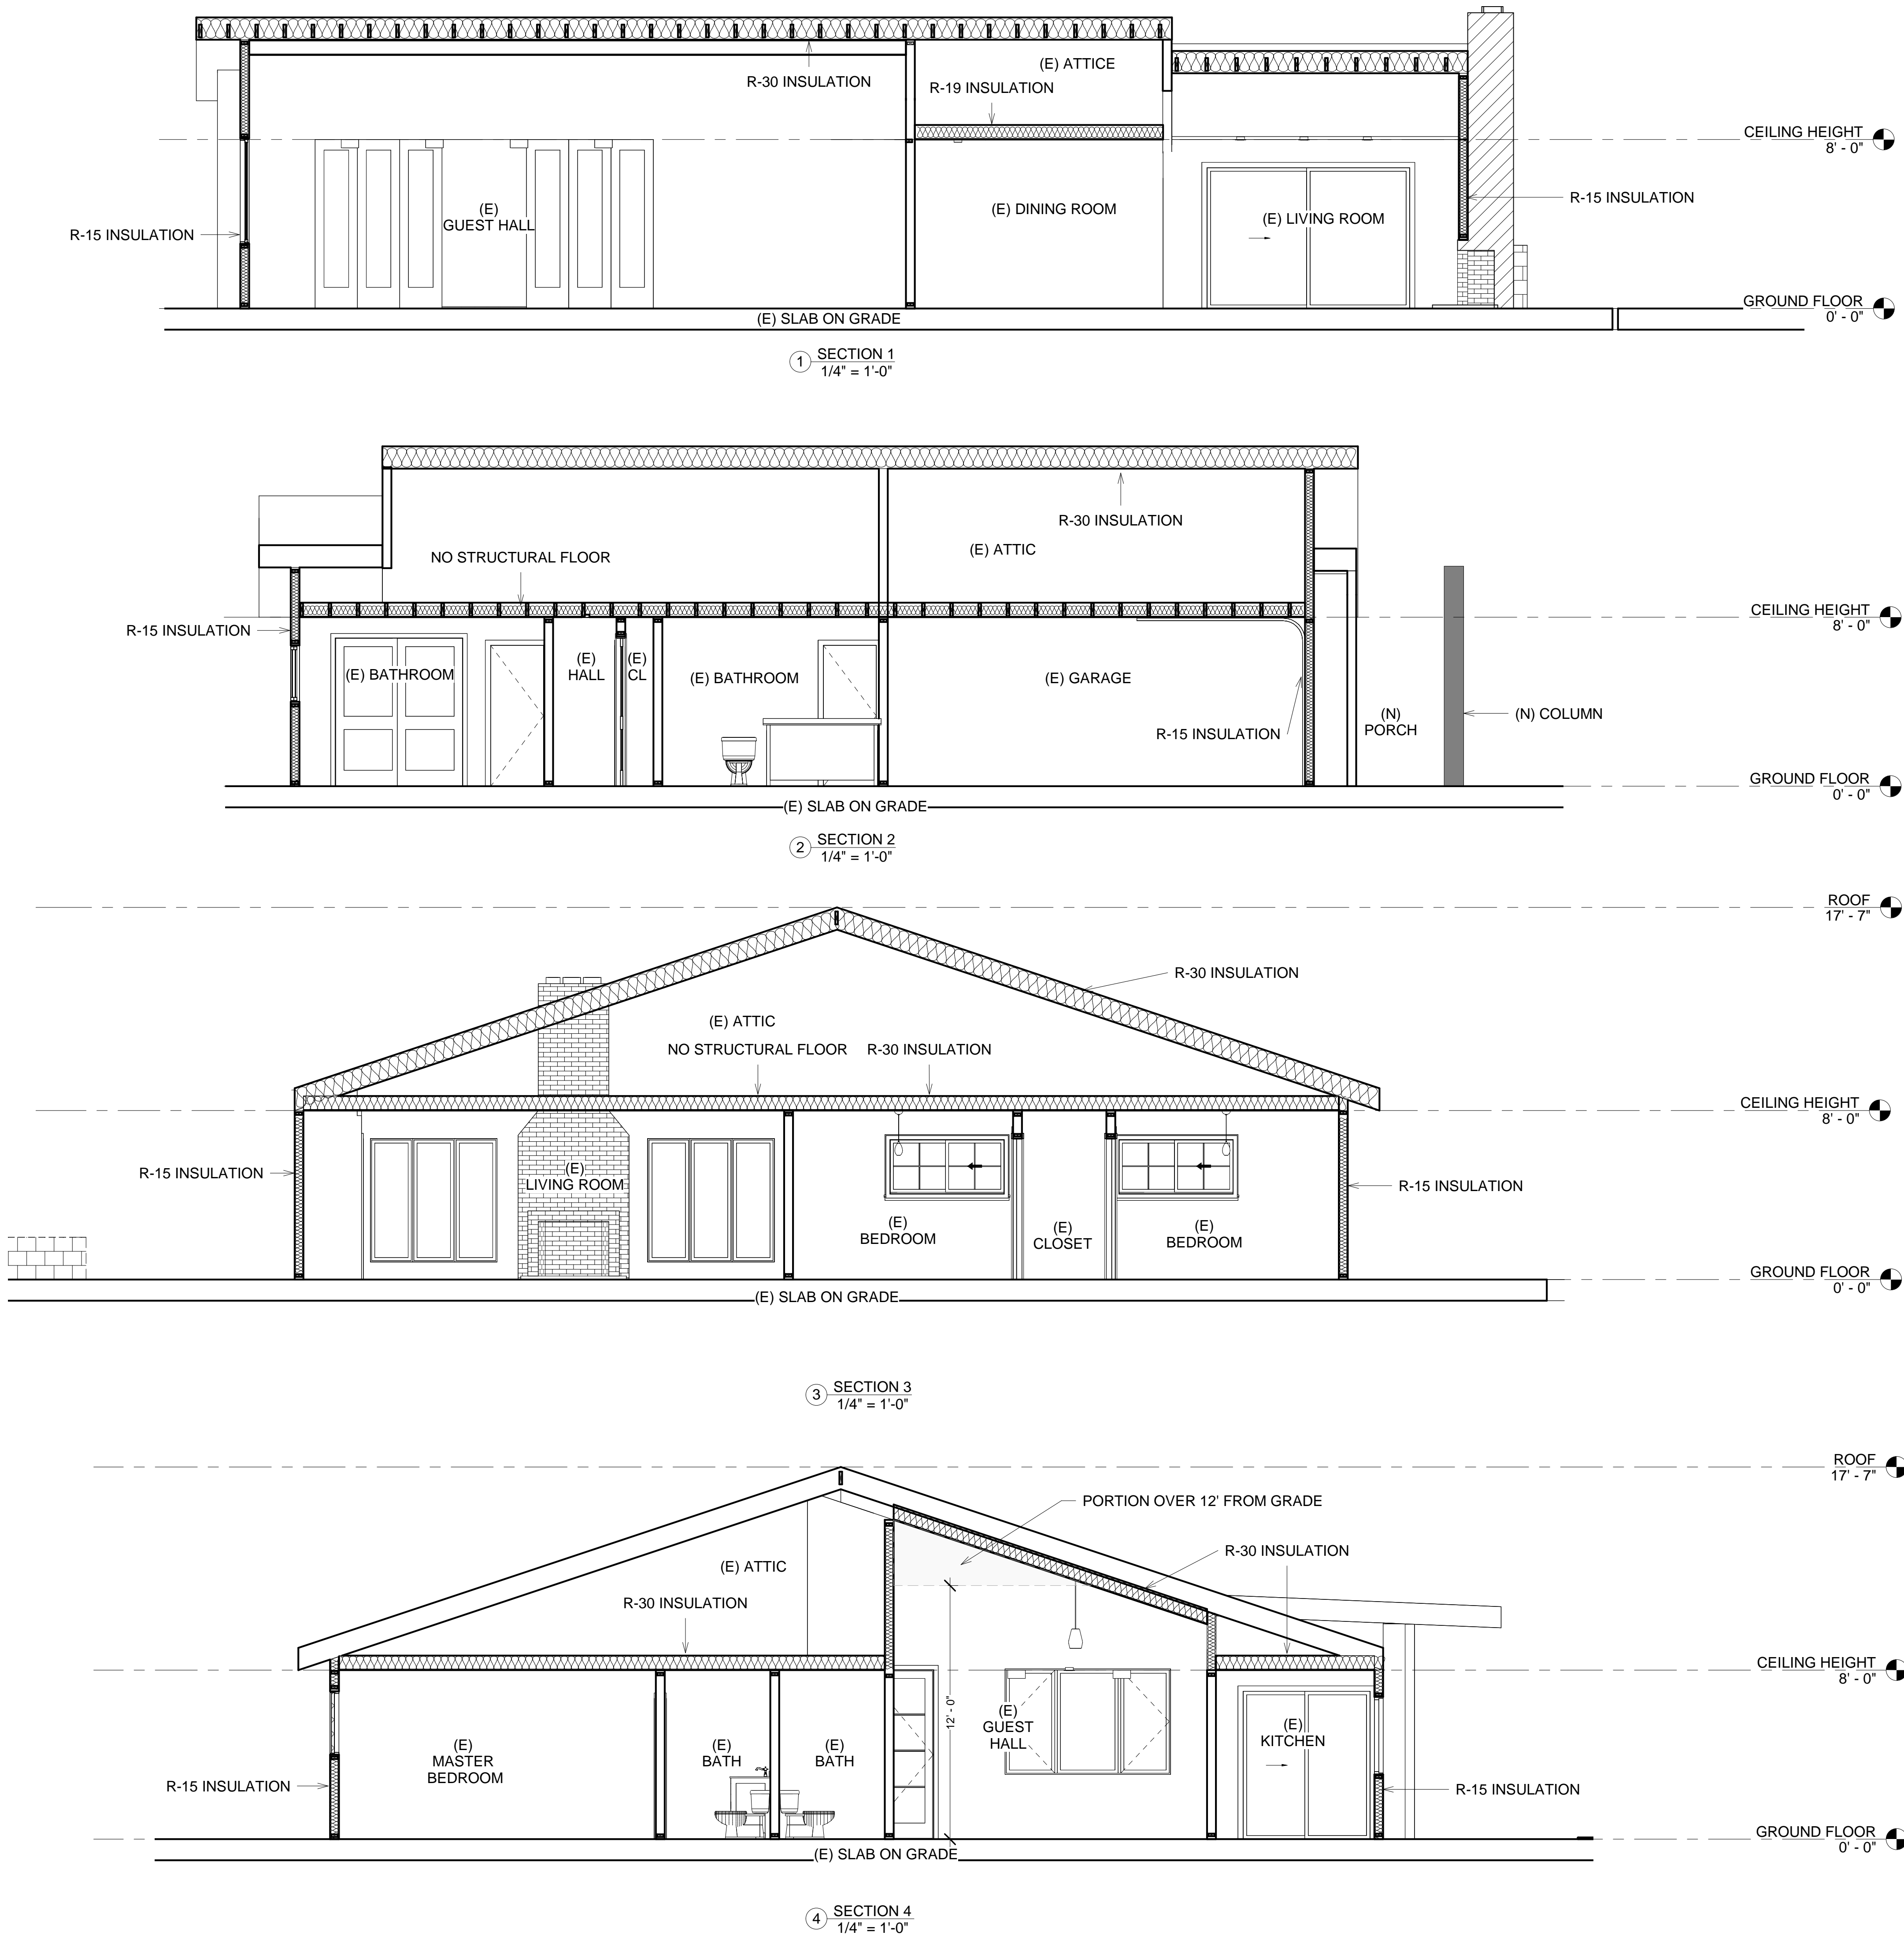 (E) ATTICE
R-30 INSULATION
R-19 INSULATION
CEILING HEIGHT
8' - 0"
R-15 INSULATION
(E)
GUEST HALL
(E) DINING ROOM
(E) LIVING ROOM
R-15 INSULATION
GROUND FLOOR
0' - 0"
(E) SLAB ON GRADE
1
SECTION 1
1/4" = 1'-0"
R-30 INSULATION
(E) ATTIC
NO STRUCTURAL FLOOR
CEILING HEIGHT
8' - 0"
R-15 INSULATION
(E) BATHROOM
(E)
HALL
(E)
CL
(E) BATHROOM
(E) GARAGE
R-15 INSULATION
(N)
PORCH
(N) COLUMN
GROUND FLOOR
0' - 0"
(E) SLAB ON GRADE
2
SECTION 2
1/4" = 1'-0"
ROOF
17' - 7"
R-30 INSULATION
(E) ATTIC
NO STRUCTURAL FLOOR
R-30 INSULATION
CEILING HEIGHT
8' - 0"
R-15 INSULATION
(E)
LIVING ROOM
R-15 INSULATION
(E)
BEDROOM
(E)
CLOSET
(E)
BEDROOM
GROUND FLOOR
0' - 0"
(E) SLAB ON GRADE
3
SECTION 3
1/4" = 1'-0"
ROOF
17' - 7"
PORTION OVER 12' FROM GRADE
R-30 INSULATION
(E) ATTIC
R-30 INSULATION
CEILING HEIGHT
8' - 0"
12' - 0"
(E)
GUEST
HALL
(E)
KITCHEN
(E)
MASTER
BEDROOM
(E)
BATH
(E)
BATH
R-15 INSULATION
R-15 INSULATION
GROUND FLOOR
0' - 0"
(E) SLAB ON GRADE
4
SECTION 4
1/4" = 1'-0"